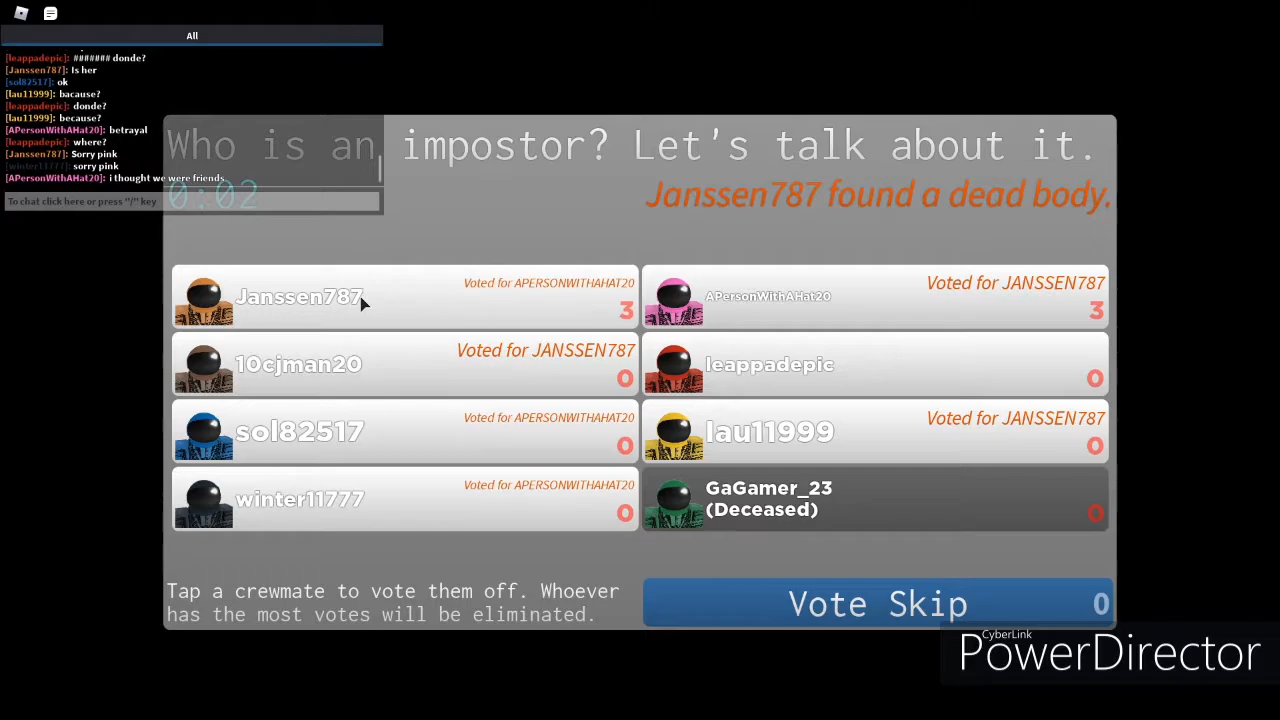 All
[leappadepic]: ####### donde?
[Janssen787]: Is her
[sol82517]: ok
[lau11999]: bacause?
[leappadepic]: donde?
[lau11999]: because?
[APersonWithAHat20]: betrayal
[leappadepic]: where?
[Janssen787]: Sorry pink
[winter11777]: sorry pink
[APersonWithAHat20]: i thought we were friends
To chat click here or press "/" key
Who is an impostor? Let's talk about it.
0:02
Janssen787 found a dead body.
Janssen787 Voted for APERSONWITHAHAT20 3
APersonWithAHat20 Voted for JANSSEN787 3
10cjman20 Voted for JANSSEN787 0
leappadepic 0
sol82517 Voted for APERSONWITHAHAT20 0
lau11999 Voted for JANSSEN787 0
winter11777 Voted for APERSONWITHAHAT20 0
GaGamer_23
(Deceased) 0
Tap a crewmate to vote them off. Whoever
has the most votes will be eliminated.
Vote Skip 0
CyberLink
PowerDirector